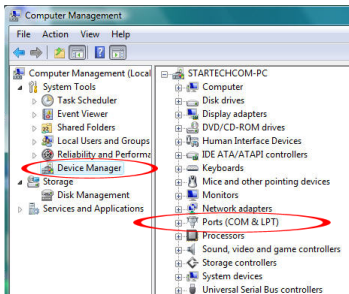 Computer Management
File Action View Help
Computer Management (Local
System Tools
Task Scheduler
Event Viewer
Shared Folders
Local Users and Groups
Reliability and Performa
Device Manager
Storage
Disk Management
Services and Applications
STARTECHCOM-PC
Computer
Disk drives
Display adapters
DVD/CD-ROM drives
Human Interface Devices
IDE ATA/ATAPI controllers
Keyboards
Mice and other pointing devices
Monitors
Network adapters
Ports (COM & LPT)
Processors
Sound, video and game controllers
Storage controllers
System devices
Universal Serial Bus controllers